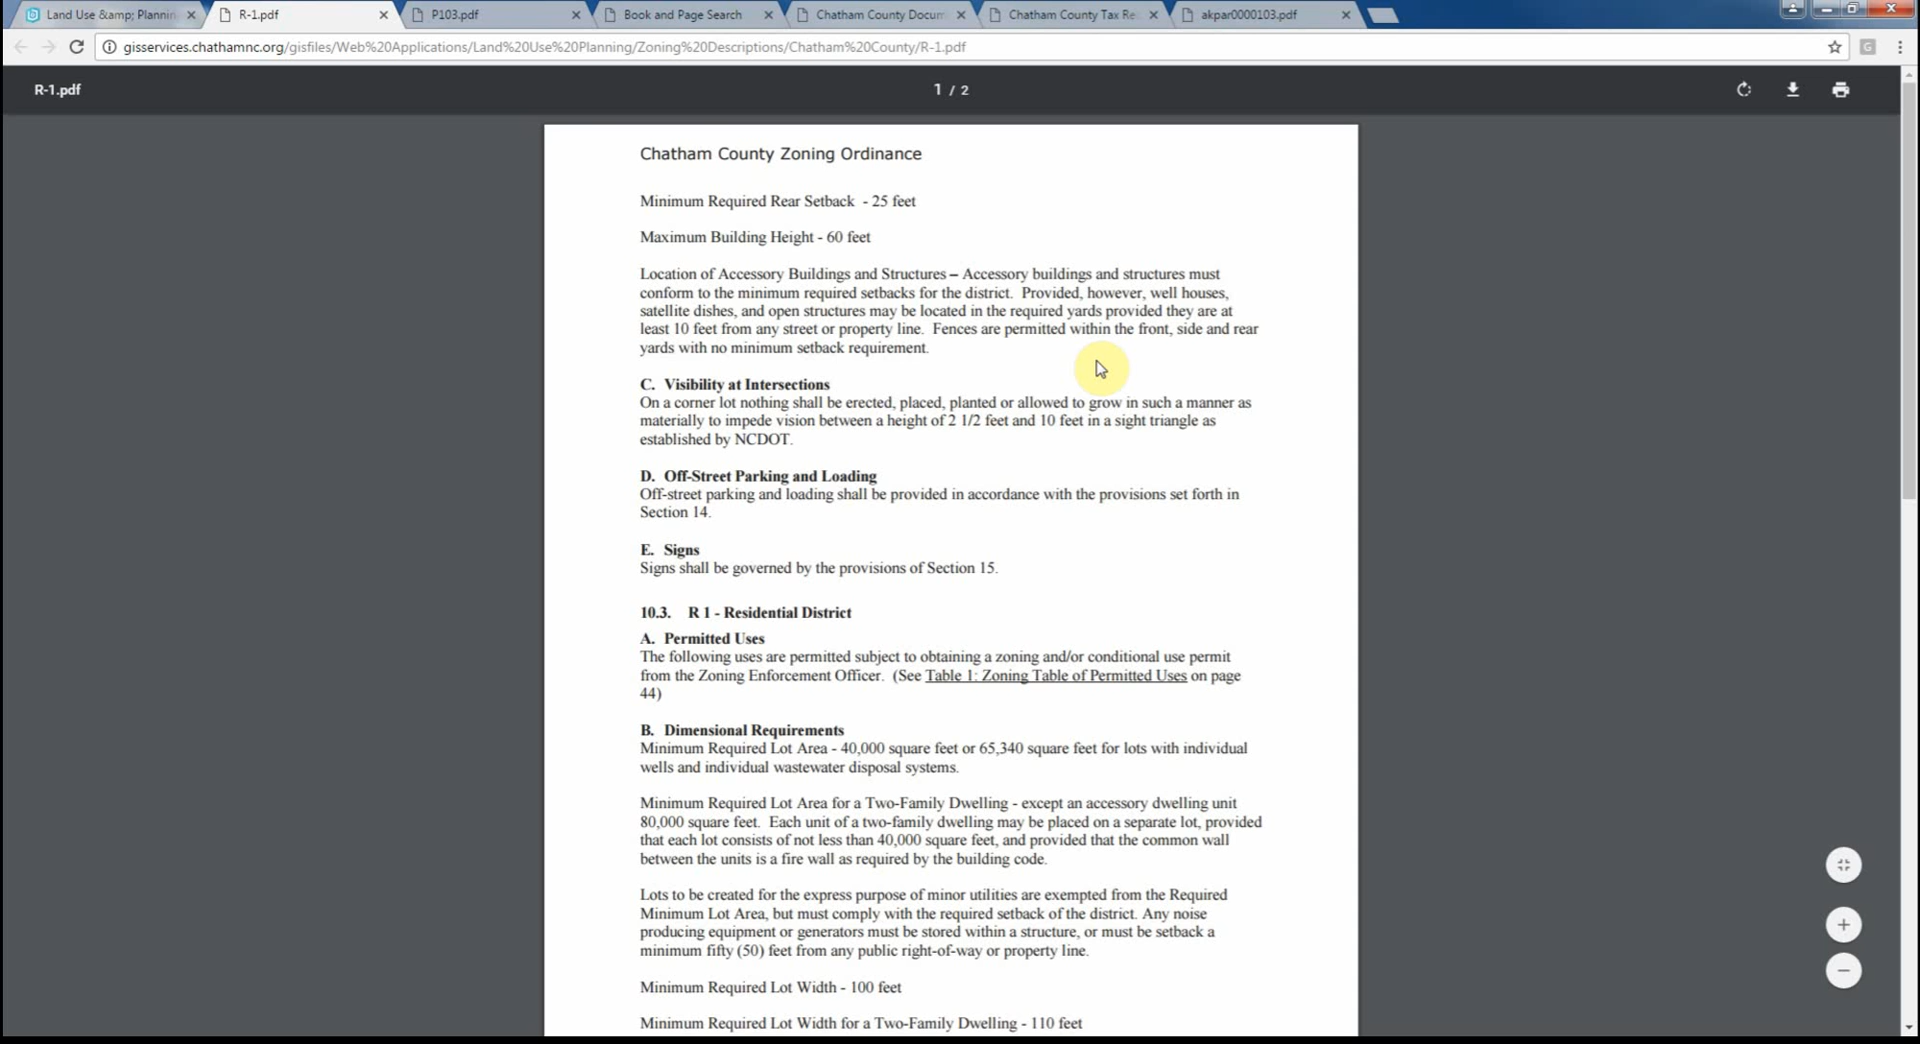 Land Use &amp; Plannin
R-1.pdf
P103.pdf
Book and Page Search
Chatham County Docum
Chatham County Tax Re
akpar0000103.pdf
gisservices.chathamnc.org/gisfiles/Web%20Applications/Land%20Use%20Planning/Zoning%20Descriptions/Chatham%20County/R-1.pdf
R-1.pdf
1 / 2
Chatham County Zoning Ordinance
Minimum Required Rear Setback - 25 feet
Maximum Building Height - 60 feet
Location of Accessory Buildings and Structures – Accessory buildings and structures must
conform to the minimum required setbacks for the district. Provided, however, well houses,
satellite dishes, and open structures may be located in the required yards provided they are at
least 10 feet from any street or property line. Fences are permitted within the front, side and rear
yards with no minimum setback requirement.
C. Visibility at Intersections
On a corner lot nothing shall be erected, placed, planted or allowed to grow in such a manner as
materially to impede vision between a height of 2 1/2 feet and 10 feet in a sight triangle as
established by NCDOT.
D. Off-Street Parking and Loading
Off-street parking and loading shall be provided in accordance with the provisions set forth in
Section 14.
E. Signs
Signs shall be governed by the provisions of Section 15.
10.3. R 1 - Residential District
A. Permitted Uses
The following uses are permitted subject to obtaining a zoning and/or conditional use permit
from the Zoning Enforcement Officer. (See Table 1: Zoning Table of Permitted Uses on page
44)
B. Dimensional Requirements
Minimum Required Lot Area - 40,000 square feet or 65,340 square feet for lots with individual
wells and individual wastewater disposal systems.
Minimum Required Lot Area for a Two-Family Dwelling - except an accessory dwelling unit
80,000 square feet. Each unit of a two-family dwelling may be placed on a separate lot, provided
that each lot consists of not less than 40,000 square feet, and provided that the common wall
between the units is a fire wall as required by the building code.
Lots to be created for the express purpose of minor utilities are exempted from the Required
Minimum Lot Area, but must comply with the required setback of the district. Any noise
producing equipment or generators must be stored within a structure, or must be setback a
minimum fifty (50) feet from any public right-of-way or property line.
Minimum Required Lot Width - 100 feet
Minimum Required Lot Width for a Two-Family Dwelling - 110 feet